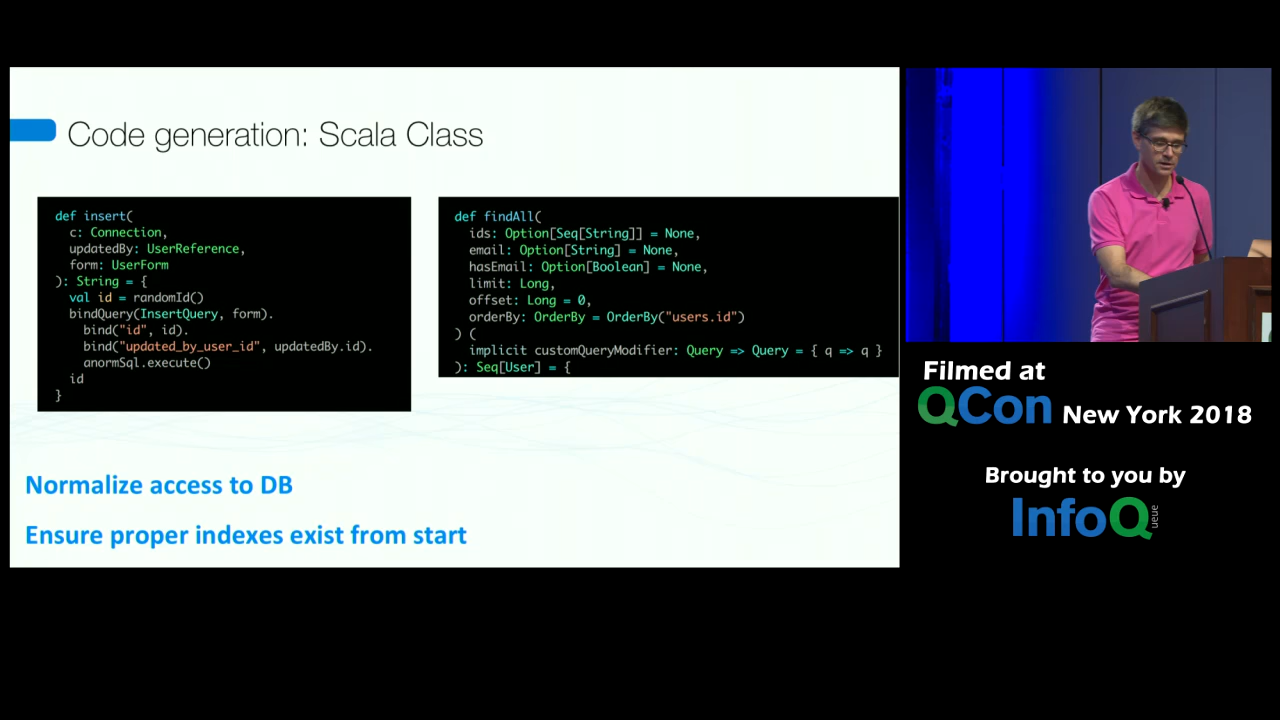 Code generation: Scala Class
def insert(
c: Connection,
updatedBy: UserReference,
form: UserForm
): String = {
val id = randomId()
bindQuery(InsertQuery, form).
bind("id", id).
bind("updated_by_user_id", updatedBy.id).
anormSql.execute()
id
}
def findAll(
ids: Option[Seq[String]] = None,
email: Option[String] = None,
hasEmail: Option[Boolean] = None,
limit: Long,
offset: Long = 0,
orderBy: OrderBy = OrderBy("users.id")
) (
implicit customQueryModifier: Query => Query = { q => q }
): Seq[User] = {
Normalize access to DB
Ensure proper indexes exist from start
Filmed at
QCon New York 2018
Brought to you by
InfoQ
ueue